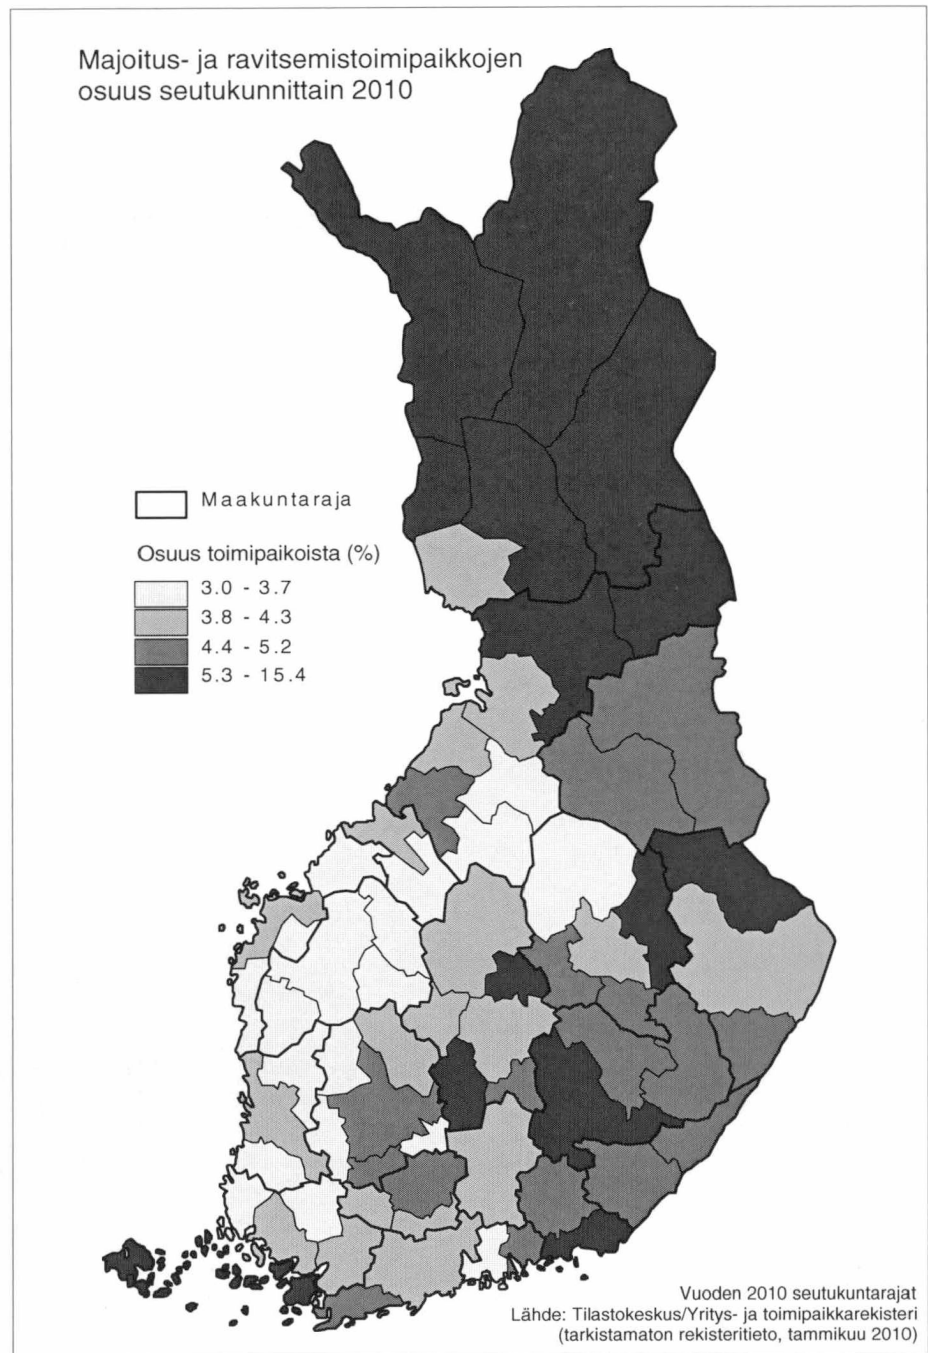 Majoitus- ja ravitsemistoimipaikkojen
osuus seutukunnittain 2010
Maakuntaraja
Osuus toimipaikoista (%)
3.0 - 3.7
3.8 - 4.3
4.4 - 5.2
5.3 - 15.4
Vuoden 2010 seutukuntarajat
Lähde: Tilastokeskus/Yritys- ja toimipaikkarekisteri
(tarkistamaton rekisteritieto, tammikuu 2010)